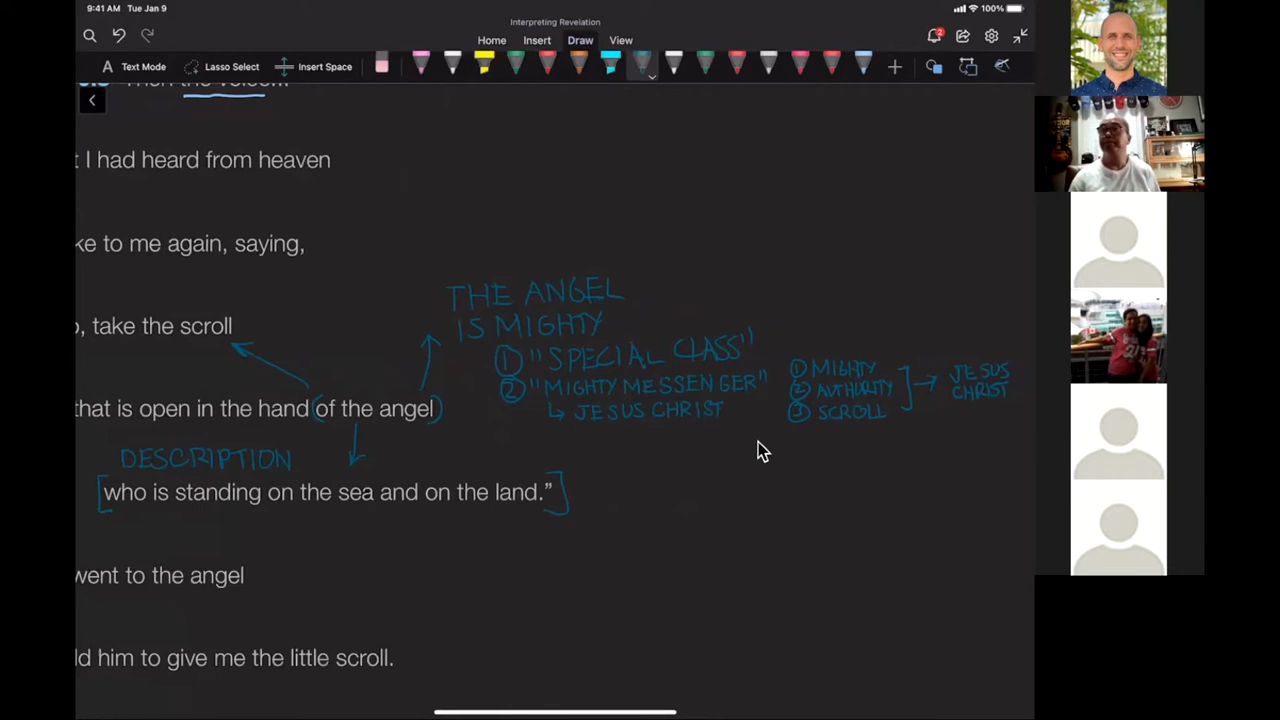 9:41 AM Tue Jan 9
100%
Interpreting Revelation
Home Insert Draw View
2
Text Mode Lasso Select Insert Space
Then the voice...
I had heard from heaven
ke to me again, saying,
THE ANGEL
IS MIGHTY
, take the scroll
① "SPECIAL CLASS"
② "MIGHTY MESSENGER"
↳ JESUS CHRIST
① MIGHTY
② AUTHORITY
③ SCROLL
→ JESUS
CHRIST
that is open in the hand (of the angel)
DESCRIPTION
[who is standing on the sea and on the land.”]
went to the angel
ld him to give me the little scroll.